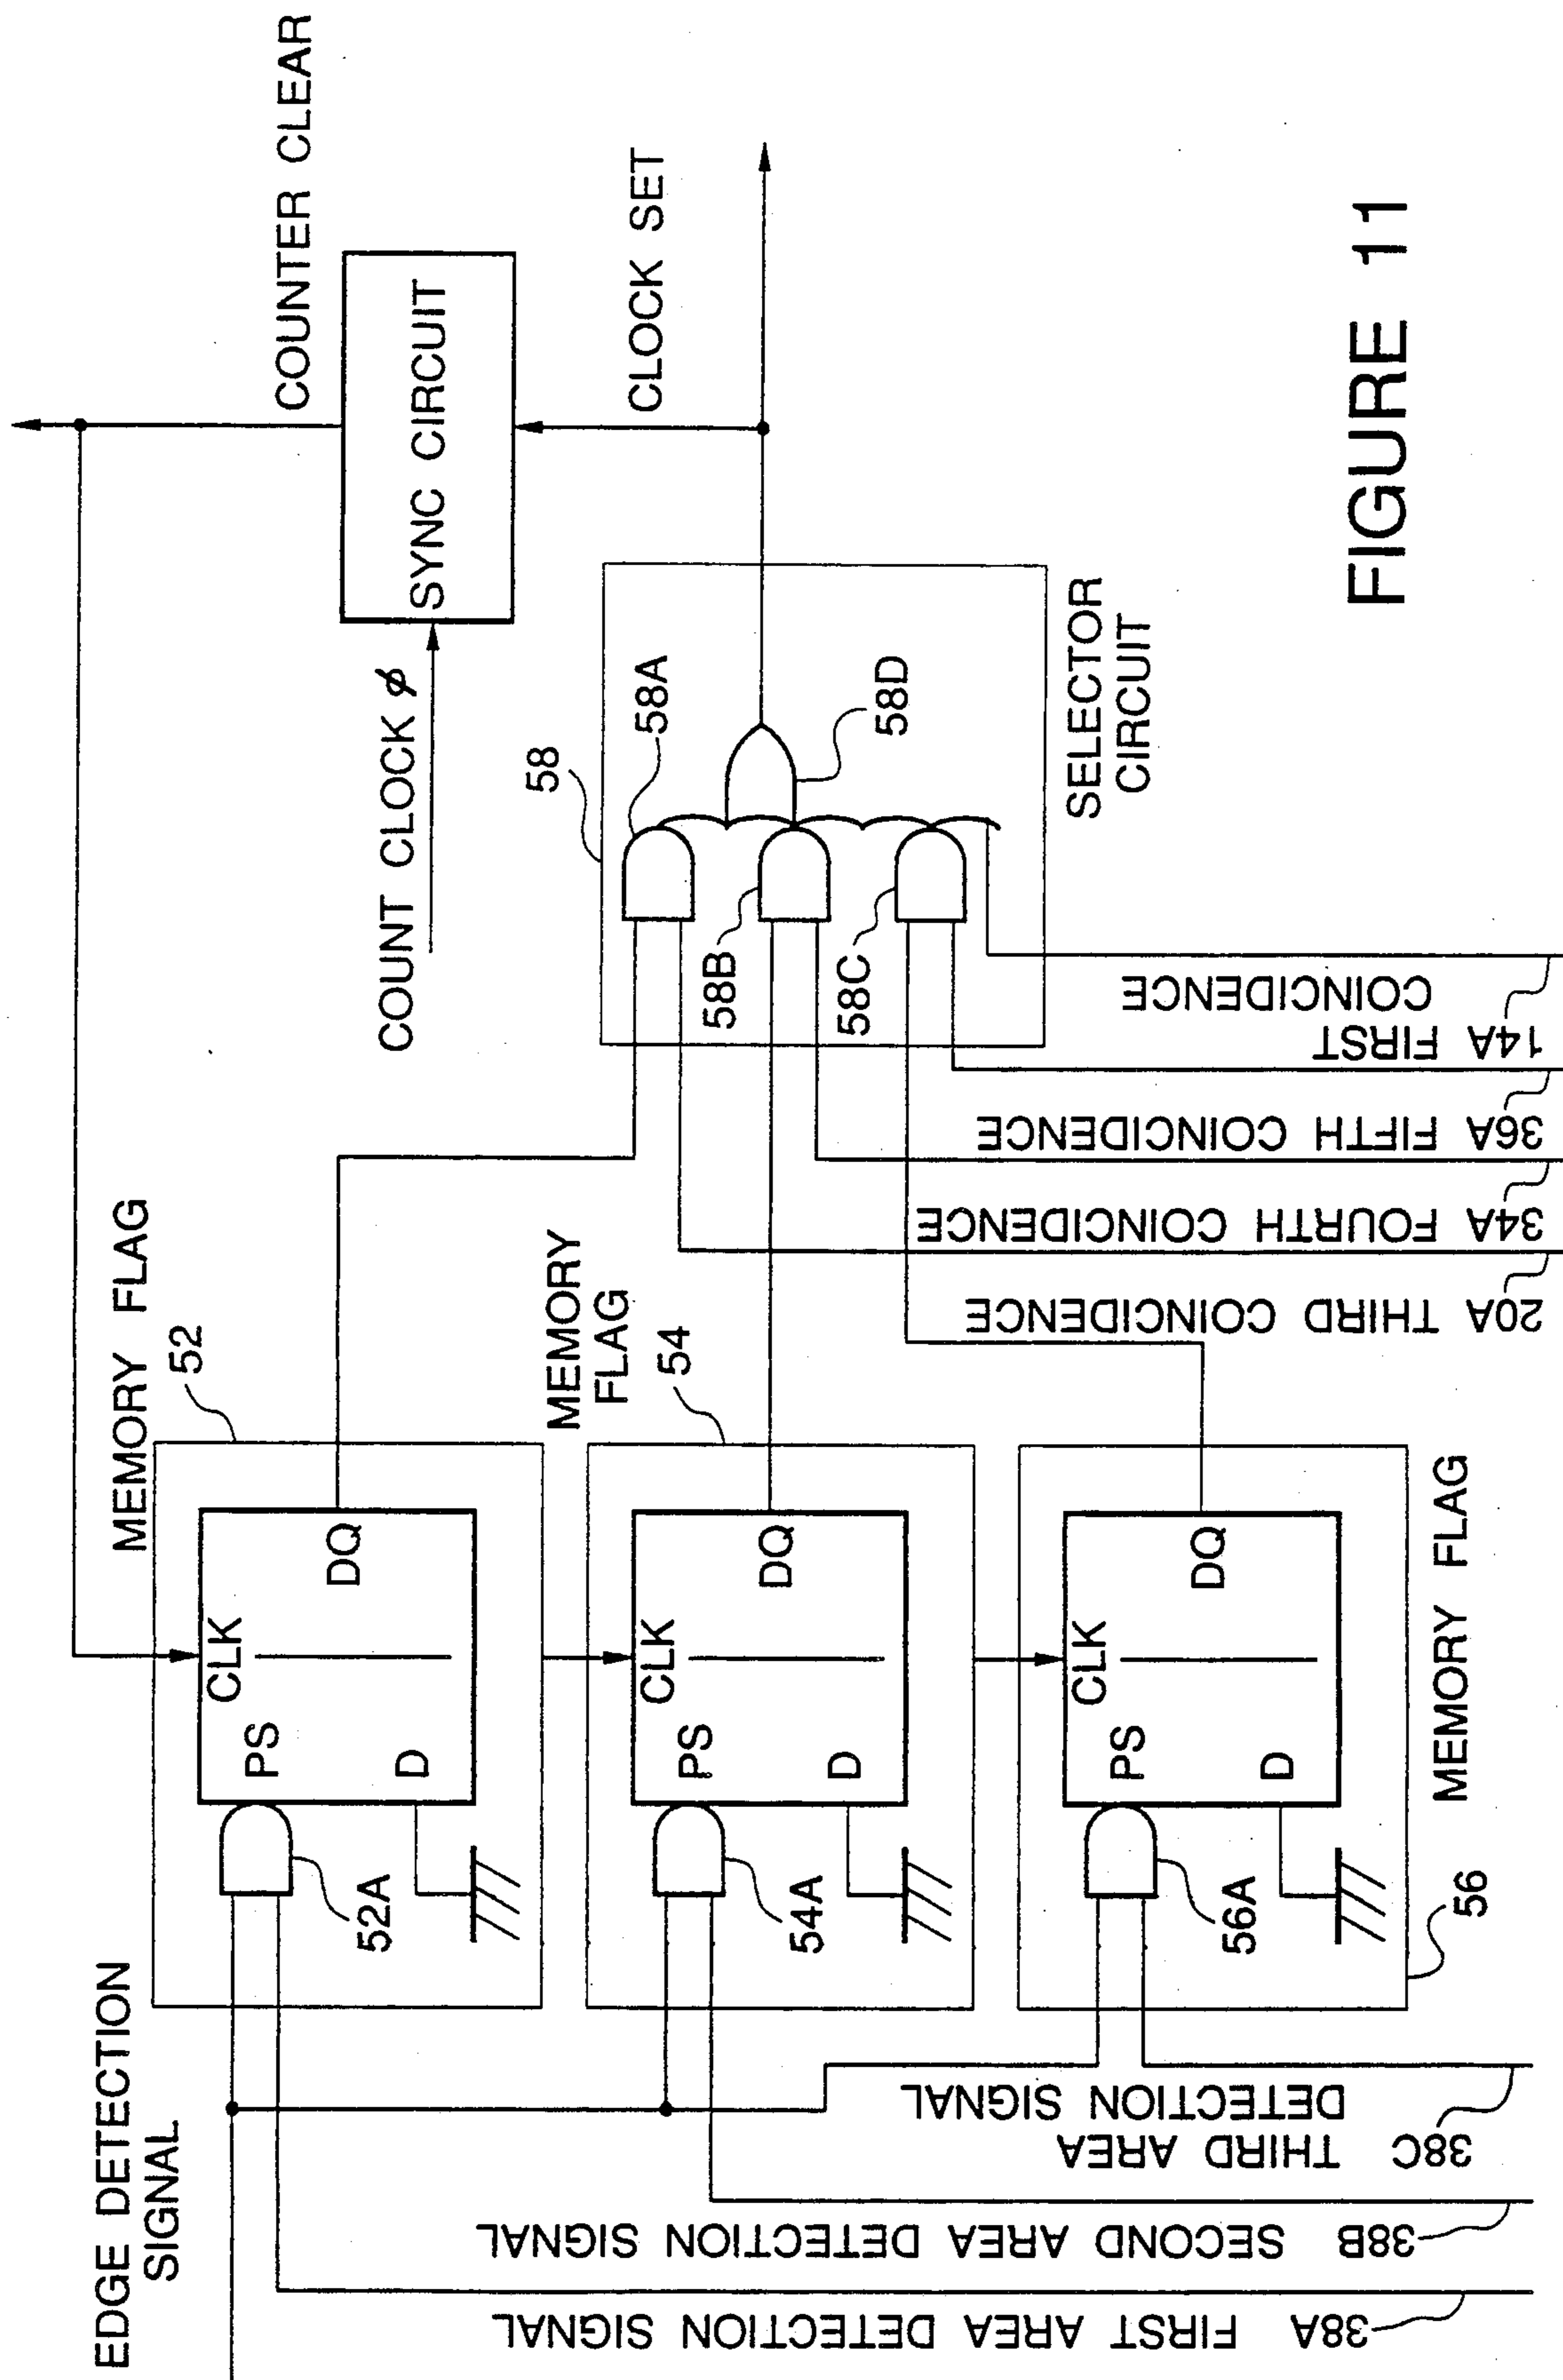 EDGE DETECTION
SIGNAL
MEMORY FLAG
52
CLK
PS
DQ
D
52A
MEMORY
FLAG
54
CLK
PS
DQ
D
54A
MEMORY FLAG
56
CLK
PS
DQ
D
56A
38A FIRST AREA DETECTION SIGNAL
38B SECOND AREA DETECTION SIGNAL
38C THIRD AREA
DETECTION SIGNAL
20A THIRD COINCIDENCE
34A FOURTH COINCIDENCE
36A FIFTH COINCIDENCE
14A FIRST
COINCIDENCE
58
58A
58B
58C
58D
SELECTOR
CIRCUIT
COUNT CLOCK ϕ
SYNC CIRCUIT
COUNTER CLEAR
CLOCK SET
FIGURE 11